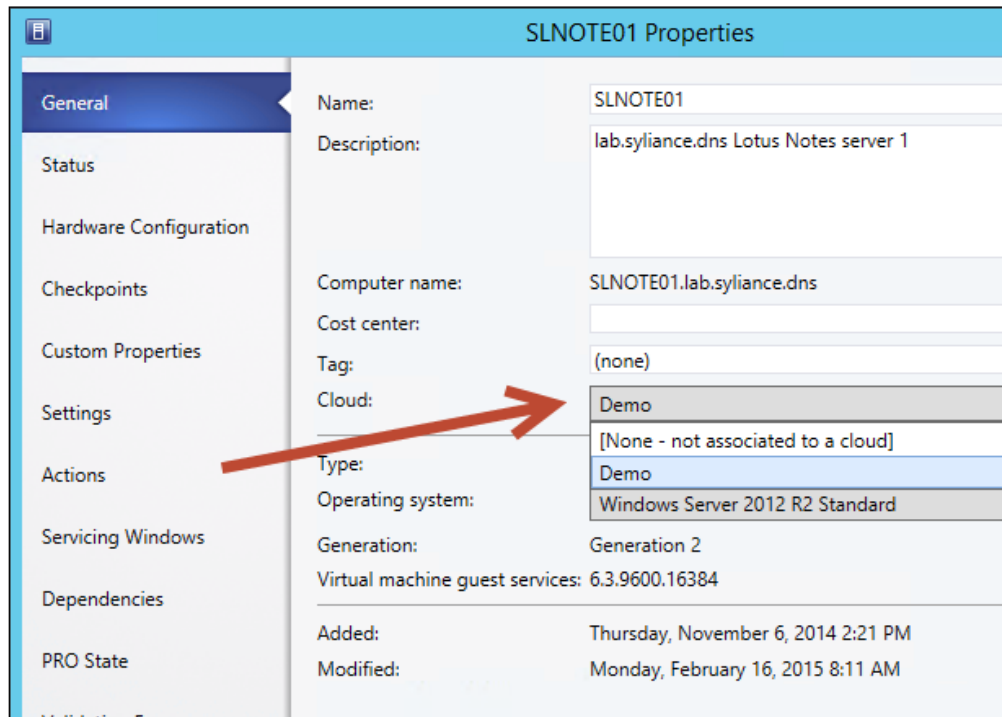 SLNOTE01 Properties
General
Status
Hardware Configuration
Checkpoints
Custom Properties
Settings
Actions
Servicing Windows
Dependencies
PRO State
Name: SLNOTE01
Description: lab.syliance.dns Lotus Notes server 1
Computer name: SLNOTE01.lab.syliance.dns
Cost center:
Tag: (none)
Cloud: Demo
[None - not associated to a cloud]
Type: Demo
Operating system: Windows Server 2012 R2 Standard
Generation: Generation 2
Virtual machine guest services: 6.3.9600.16384
Added: Thursday, November 6, 2014 2:21 PM
Modified: Monday, February 16, 2015 8:11 AM